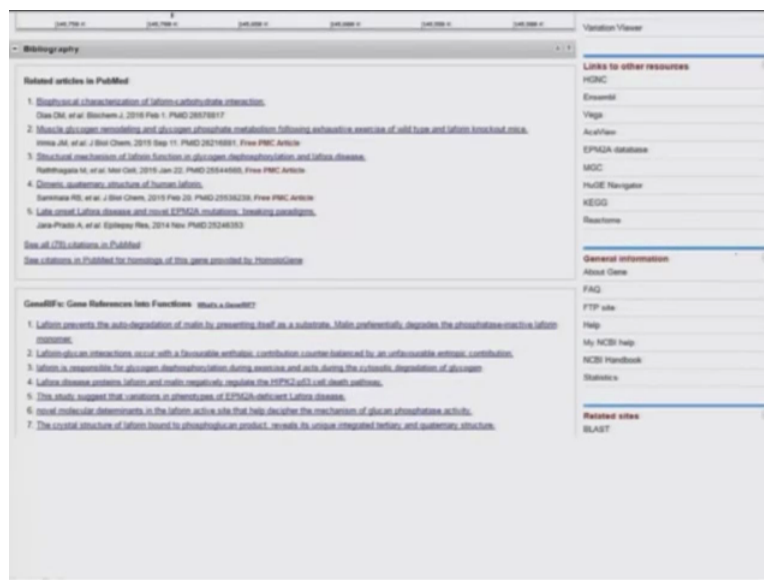 Variation Viewer
Bibliography
Related articles in PubMed
1. Biophysical characterization of laforin-carbohydrate interaction.
Dias DM, et al. Biochem J, 2016 Feb 1. PMID
2. Muscle glycogen remodeling and glycogen phosphate metabolism following exhaustive exercise of wild type and laforin knockout mice.
Irimia JM, et al. J Biol Chem, 2015 Sep 11. PMID 26216881, Free PMC Article
3. Structural mechanism of laforin function in glycogen dephosphorylation and lafora disease.
et al. Mol Cell, 2015 Jan 22. PMID 25544560, Free PMC Article
4. Dimeric quaternary structure of human laforin.
RS, et al. J Biol Chem, 2015 Feb 20. PMID 25538239, Free PMC Article
5. Late onset Lafora disease and novel EPM2A mutations: breaking paradigms.
Jara-Prado A, et al. Epilepsy Res, 2014 Nov. PMID 25246353
See all (79) citations in PubMed
See citations in PubMed for homologs of this gene provided by HomoloGene
GeneRIFs: Gene References Into Functions What's a GeneRIF?
1. Laforin prevents the auto-degradation of malin by presenting itself as a substrate. Malin preferentially degrades the phosphatase-inactive laforin
monomer.
2. Laforin-glycan interactions occur with a favourable enthalpic contribution counter-balanced by an unfavourable entropic contribution.
3. laforin is responsible for glycogen dephosphorylation during exercise and acts during the cytosolic degradation of glycogen
4. Lafora disease proteins laforin and malin negatively regulate the HIPK2-p53 cell death pathway.
5. This study suggest that variations in phenotypes of EPM2A-deficient Lafora disease.
6. novel molecular determinants in the laforin active site that help decipher the mechanism of glucan phosphatase activity.
7. The crystal structure of laforin bound to phosphoglucan product, reveals its unique integrated tertiary and quaternary structure.
Links to other resources
HGNC
Ensembl
Vega
AceView
EPM2A database
MGC
HuGE Navigator
KEGG
Reactome
General information
About Gene
FAQ
FTP site
Help
My NCBI help
NCBI Handbook
Statistics
Related sites
BLAST